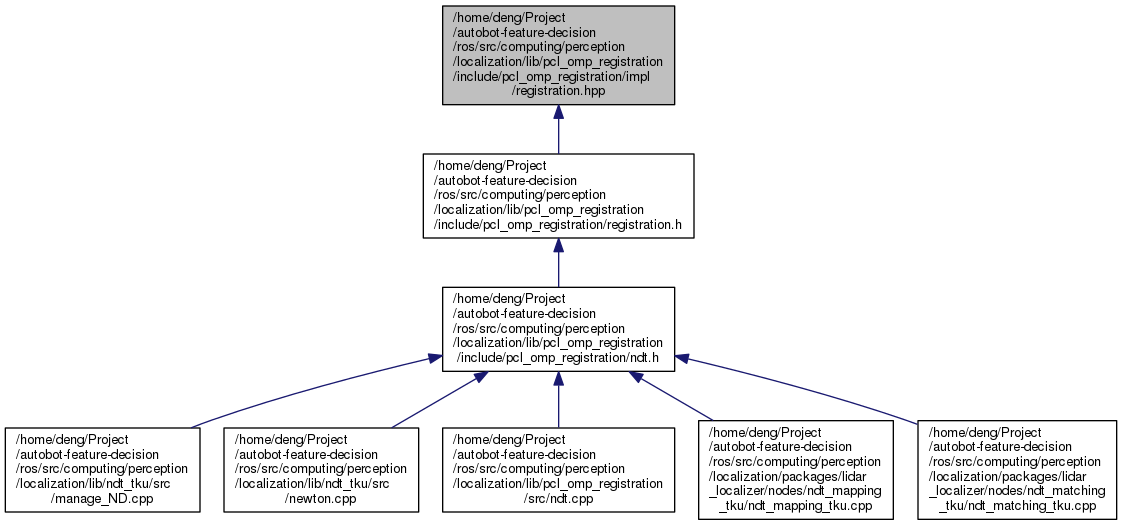 /home/deng/Project
/autobot-feature-decision
/ros/src/computing/perception
/localization/lib/pcl_omp_registration
/include/pcl_omp_registration/impl
/registration.hpp
/home/deng/Project
/autobot-feature-decision
/ros/src/computing/perception
/localization/lib/pcl_omp_registration
/include/pcl_omp_registration/registration.h
/home/deng/Project
/autobot-feature-decision
/ros/src/computing/perception
/localization/lib/pcl_omp_registration
/include/pcl_omp_registration/ndt.h
/home/deng/Project
/autobot-feature-decision
/ros/src/computing/perception
/localization/lib/ndt_tku/src
/manage_ND.cpp
/home/deng/Project
/autobot-feature-decision
/ros/src/computing/perception
/localization/lib/ndt_tku/src
/newton.cpp
/home/deng/Project
/autobot-feature-decision
/ros/src/computing/perception
/localization/lib/pcl_omp_registration
/src/ndt.cpp
/home/deng/Project
/autobot-feature-decision
/ros/src/computing/perception
/localization/packages/lidar
_localizer/nodes/ndt_mapping
_tku/ndt_mapping_tku.cpp
/home/deng/Project
/autobot-feature-decision
/ros/src/computing/perception
/localization/packages/lidar
_localizer/nodes/ndt_matching
_tku/ndt_matching_tku.cpp